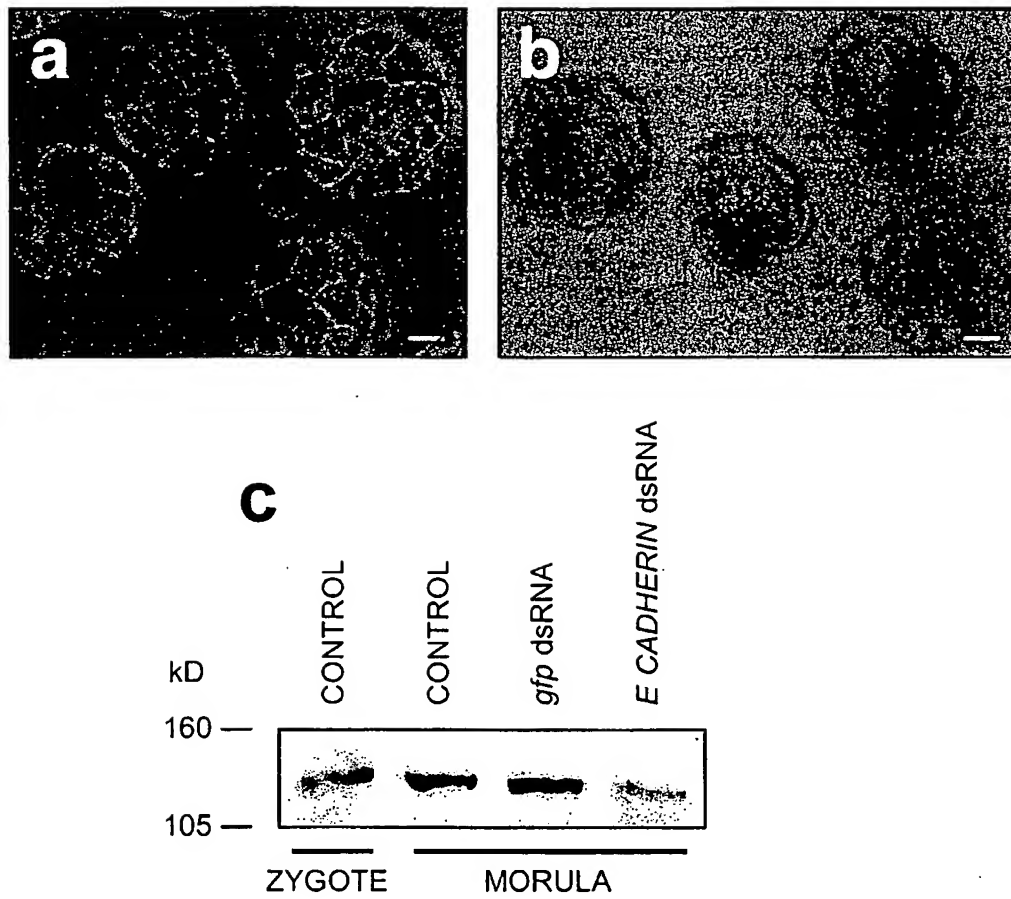 a
b
c
kD
CONTROL
CONTROL
gfp dsRNA
E CADHERIN dsRNA
160
105
ZYGOTE
MORULA